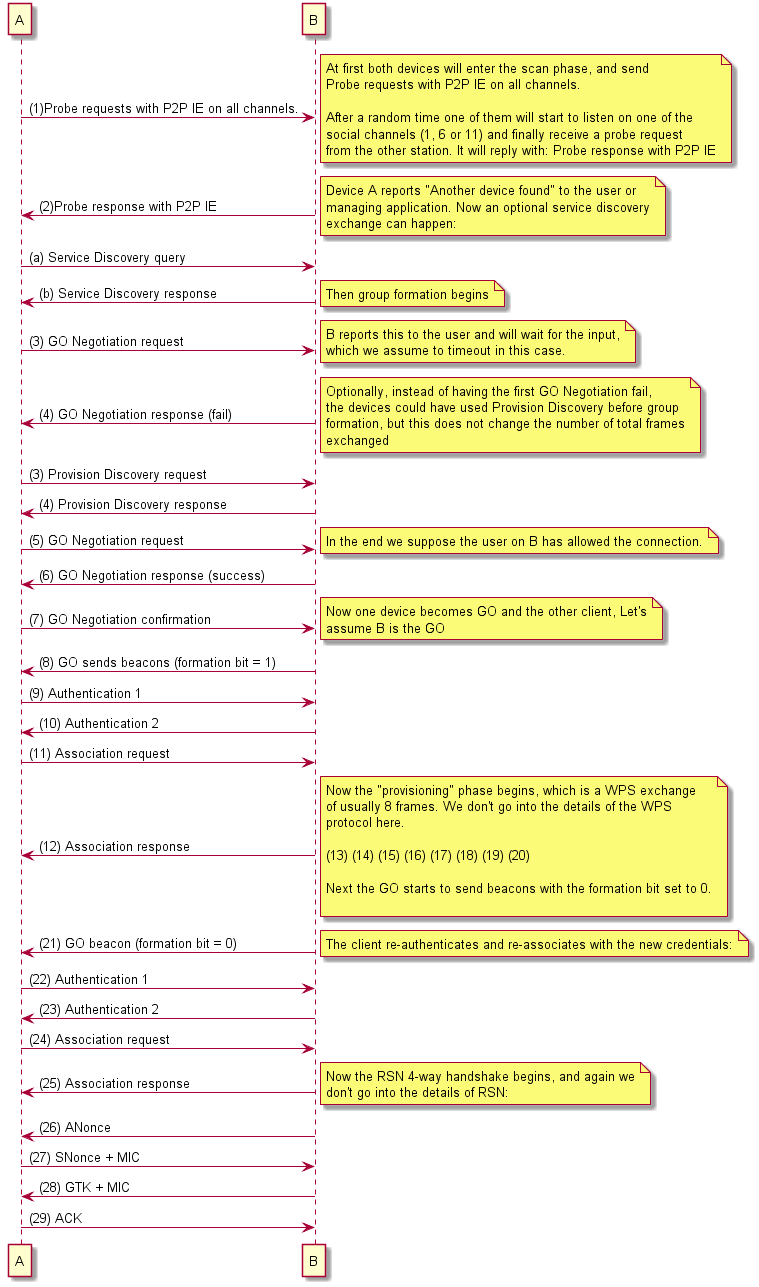 A
B
At first both devices will enter the scan phase, and send
Probe requests with P2P IE on all channels.
After a random time one of them will start to listen on one of the
social channels (1, 6 or 11) and finally receive a probe request
from the other station. It will reply with: Probe response with P2P IE
(1)Probe requests with P2P IE on all channels.
Device A reports "Another device found" to the user or
managing application. Now an optional service discovery
exchange can happen:
(2)Probe response with P2P IE
(a) Service Discovery query
(b) Service Discovery response
Then group formation begins
(3) GO Negotiation request
B reports this to the user and will wait for the input,
which we assume to timeout in this case.
(4) GO Negotiation response (fail)
Optionally, instead of having the first GO Negotiation fail,
the devices could have used Provision Discovery before group
formation, but this does not change the number of total frames
exchanged
(3) Provision Discovery request
(4) Provision Discovery response
(5) GO Negotiation request
In the end we suppose the user on B has allowed the connection.
(6) GO Negotiation response (success)
(7) GO Negotiation confirmation
Now one device becomes GO and the other client, Let's
assume B is the GO
(8) GO sends beacons (formation bit = 1)
(9) Authentication 1
(10) Authentication 2
(11) Association request
(12) Association response
Now the "provisioning" phase begins, which is a WPS exchange
of usually 8 frames. We don't go into the details of the WPS
protocol here.
(13) (14) (15) (16) (17) (18) (19) (20)
Next the GO starts to send beacons with the formation bit set to 0.
(21) GO beacon (formation bit = 0)
The client re-authenticates and re-associates with the new credentials:
(22) Authentication 1
(23) Authentication 2
(24) Association request
(25) Association response
Now the RSN 4-way handshake begins, and again we
don't go into the details of RSN:
(26) ANonce
(27) SNonce + MIC
(28) GTK + MIC
(29) ACK
A
B